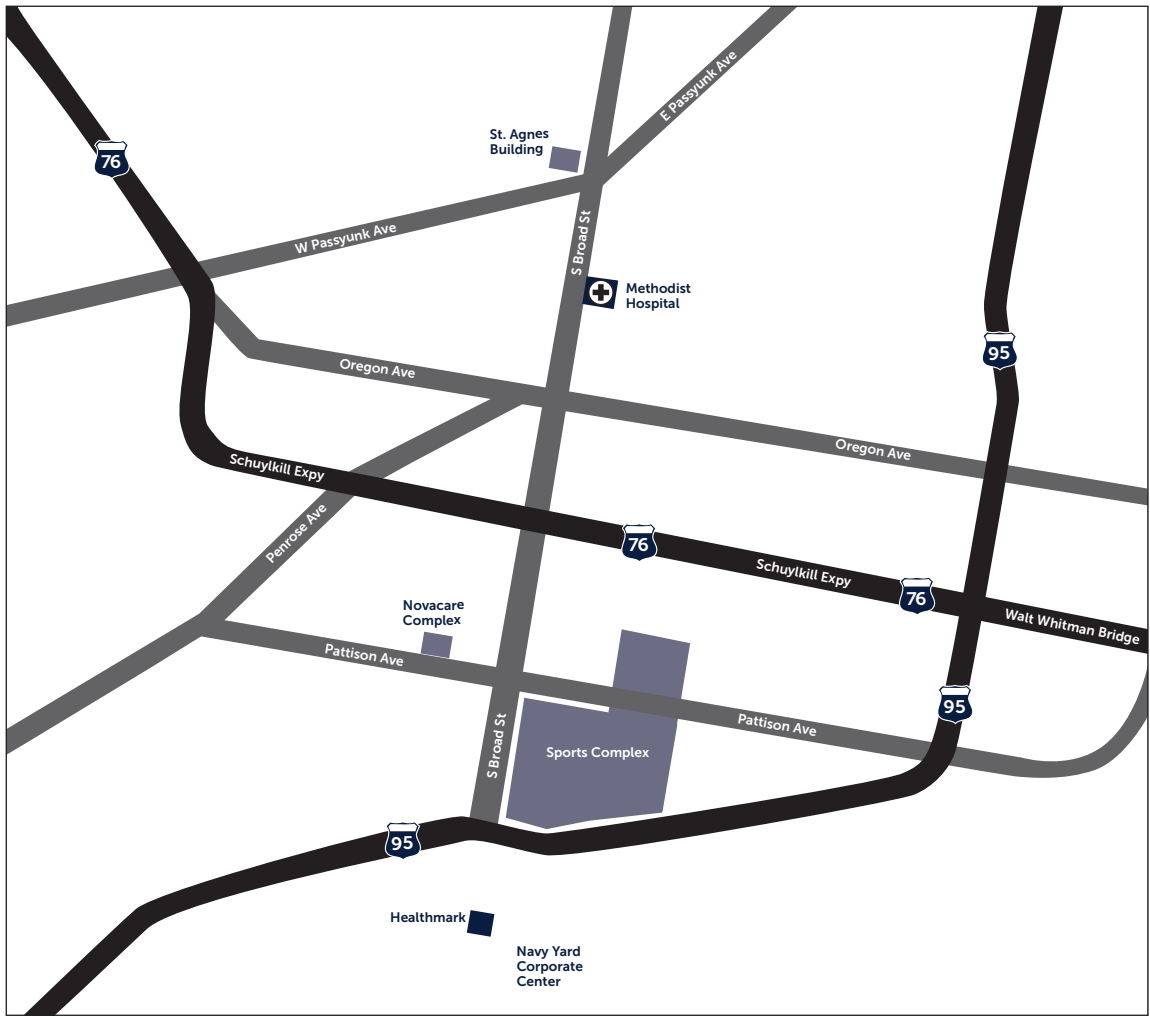 E Passyunk Ave
St. Agnes
Building
76
W Passyunk Ave
S Broad St
Methodist
Hospital
95
Oregon Ave
Oregon Ave
Schuylkill Expy
Penrose Ave
76
Schuylkill Expy
76
Walt Whitman Bridge
Novacare
Complex
Pattison Ave
95
Pattison Ave
S Broad St
Sports Complex
95
Healthmark
Navy Yard
Corporate
Center